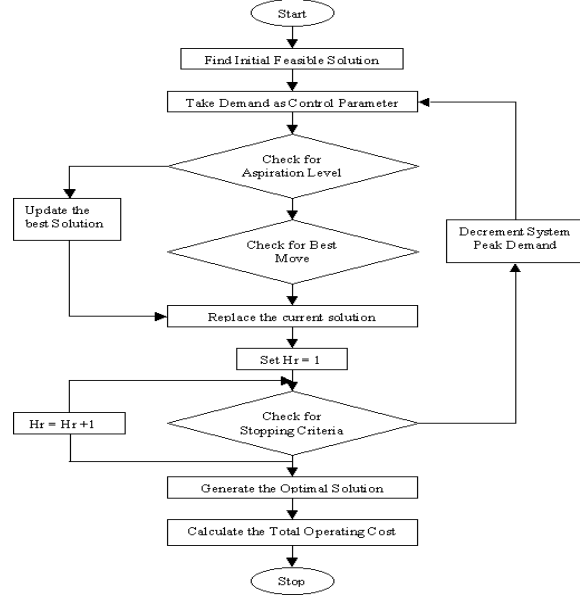 Start
Find Initial Feasible Solution
Take Demand as Control Parameter
Check for
Aspiration Level
Update the
best Solution
Decrement System
Peak Demand
Check for Best
Move
Replace the current solution
Set Hr = 1
Check for
Stopping Criteria
Hr = Hr +1
Generate the Optimal Solution
Calculate the Total Operating Cost
Stop